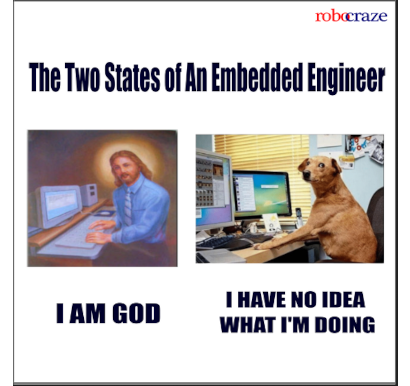 robocraze
The Two States of An Embedded Engineer
I AM GOD
I HAVE NO IDEA
WHAT I'M DOING